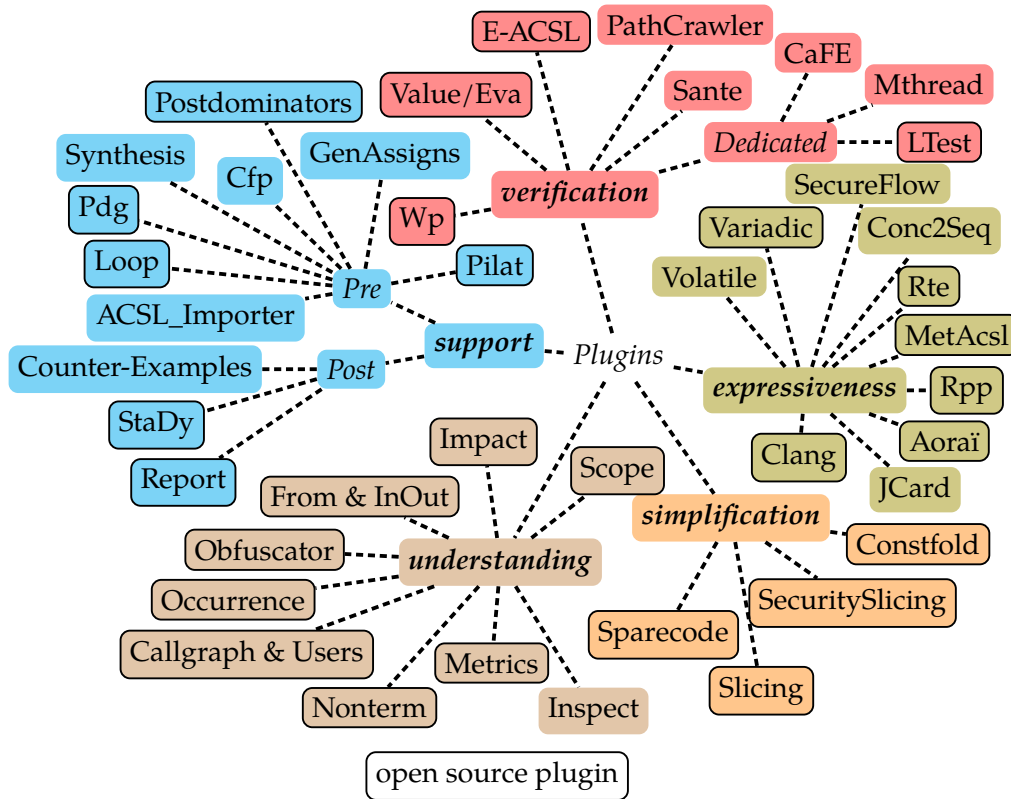 E-ACSL
PathCrawler
CaFE
Value/Eva
Sante
Mthread
Dedicated
LTest
verification
Wp
Postdominators
Synthesis
Cfp
GenAssigns
Pdg
Loop
Pre
Pilat
ACSL_Importer
support
Counter-Examples
Post
StaDy
Report
Plugins
SecureFlow
Variadic
Conc2Seq
Volatile
Rte
MetAcsl
expressiveness
Rpp
Clang
Aoraï
JCard
Impact
Scope
From & InOut
Obfuscator
understanding
Occurrence
Callgraph & Users
Metrics
Nonterm
Inspect
simplification
Constfold
SecuritySlicing
Sparecode
Slicing
open source plugin